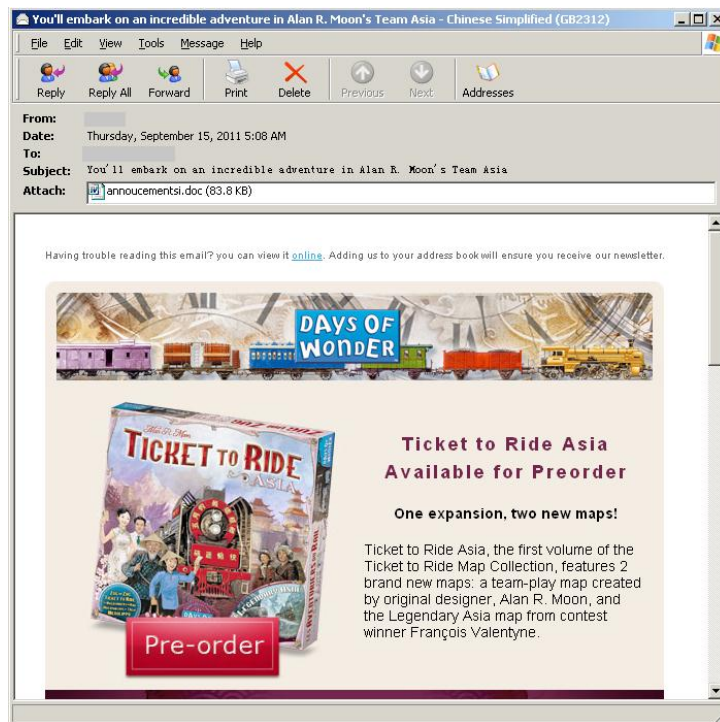 You'll embark on an incredible adventure in Alan R. Moon's Team Asia - Chinese Simplified (GB2312)
File Edit View Tools Message Help
Reply Reply All Forward Print Delete Previous Next Addresses
From:
Date: Thursday, September 15, 2011 5:08 AM
To:
Subject: You'll embark on an incredible adventure in Alan R. Moon's Team Asia
Attach: annoucementsi.doc (83.8 KB)
Having trouble reading this email? you can view it online. Adding us to your address book will ensure you receive our newsletter.
DAYS OF
WONDER
TICKET TO RIDE
ASIA
Pre-order
Ticket to Ride Asia
Available for Preorder
One expansion, two new maps!
Ticket to Ride Asia, the first volume of the
Ticket to Ride Map Collection, features 2
brand new maps: a team-play map created
by original designer, Alan R. Moon, and
the Legendary Asia map from contest
winner François Valentyne.